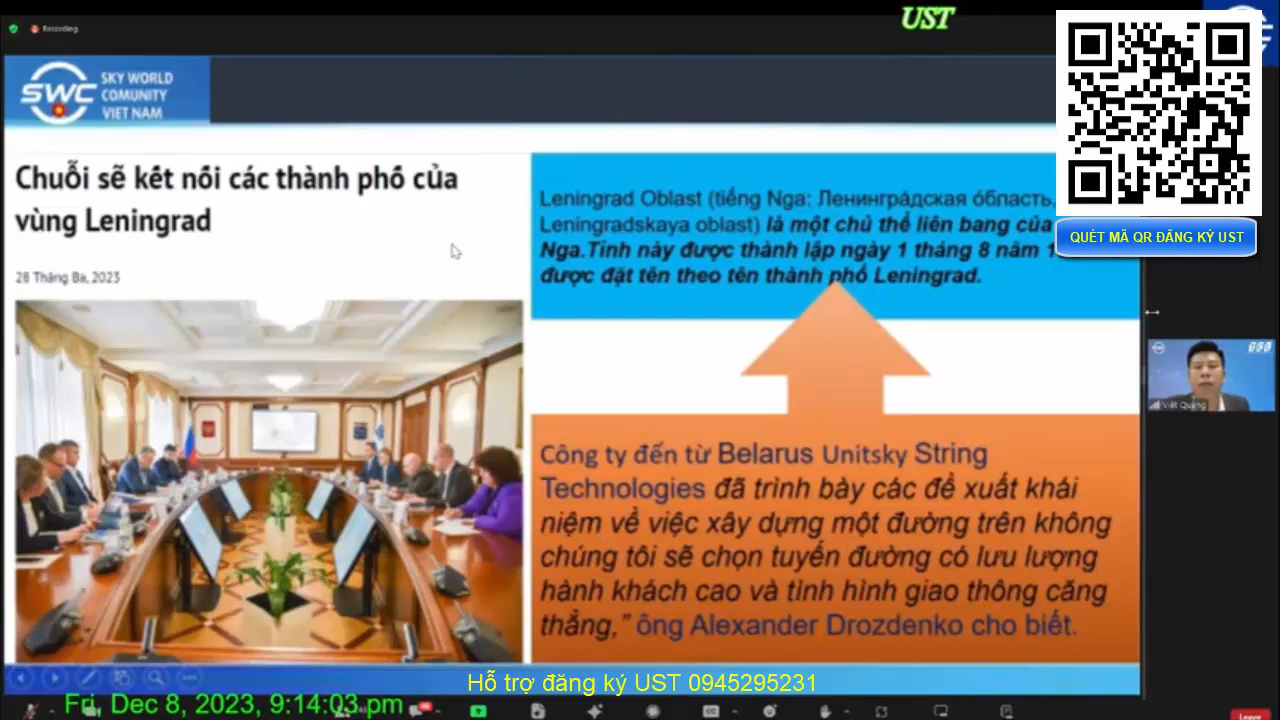 UST
Recording
SWC SKY WORLD
COMUNITY
VIET NAM
Chuỗi sẽ kết nối các thành phố của
vùng Leningrad
28 Tháng Ba, 2023
Leningrad Oblast (tiếng Nga: Ленингра́дская о́бласть,
Leningradskaya oblast) là một chủ thể liên bang của
Nga.Tỉnh này được thành lập ngày 1 tháng 8 năm 1
được đặt tên theo tên thành phố Leningrad.
Công ty đến từ Belarus Unitsky String
Technologies đã trình bày các đề xuất khái
niệm về việc xây dựng một đường trên không
chúng tôi sẽ chọn tuyến đường có lưu lượng
hành khách cao và tình hình giao thông căng
thẳng,” ông Alexander Drozdenko cho biết.
QUÉT MÃ QR ĐĂNG KÝ UST
Việt Quang
Hỗ trợ đăng ký UST 0945295231
Fri, Dec 8, 2023, 9:14:03 pm
Leave